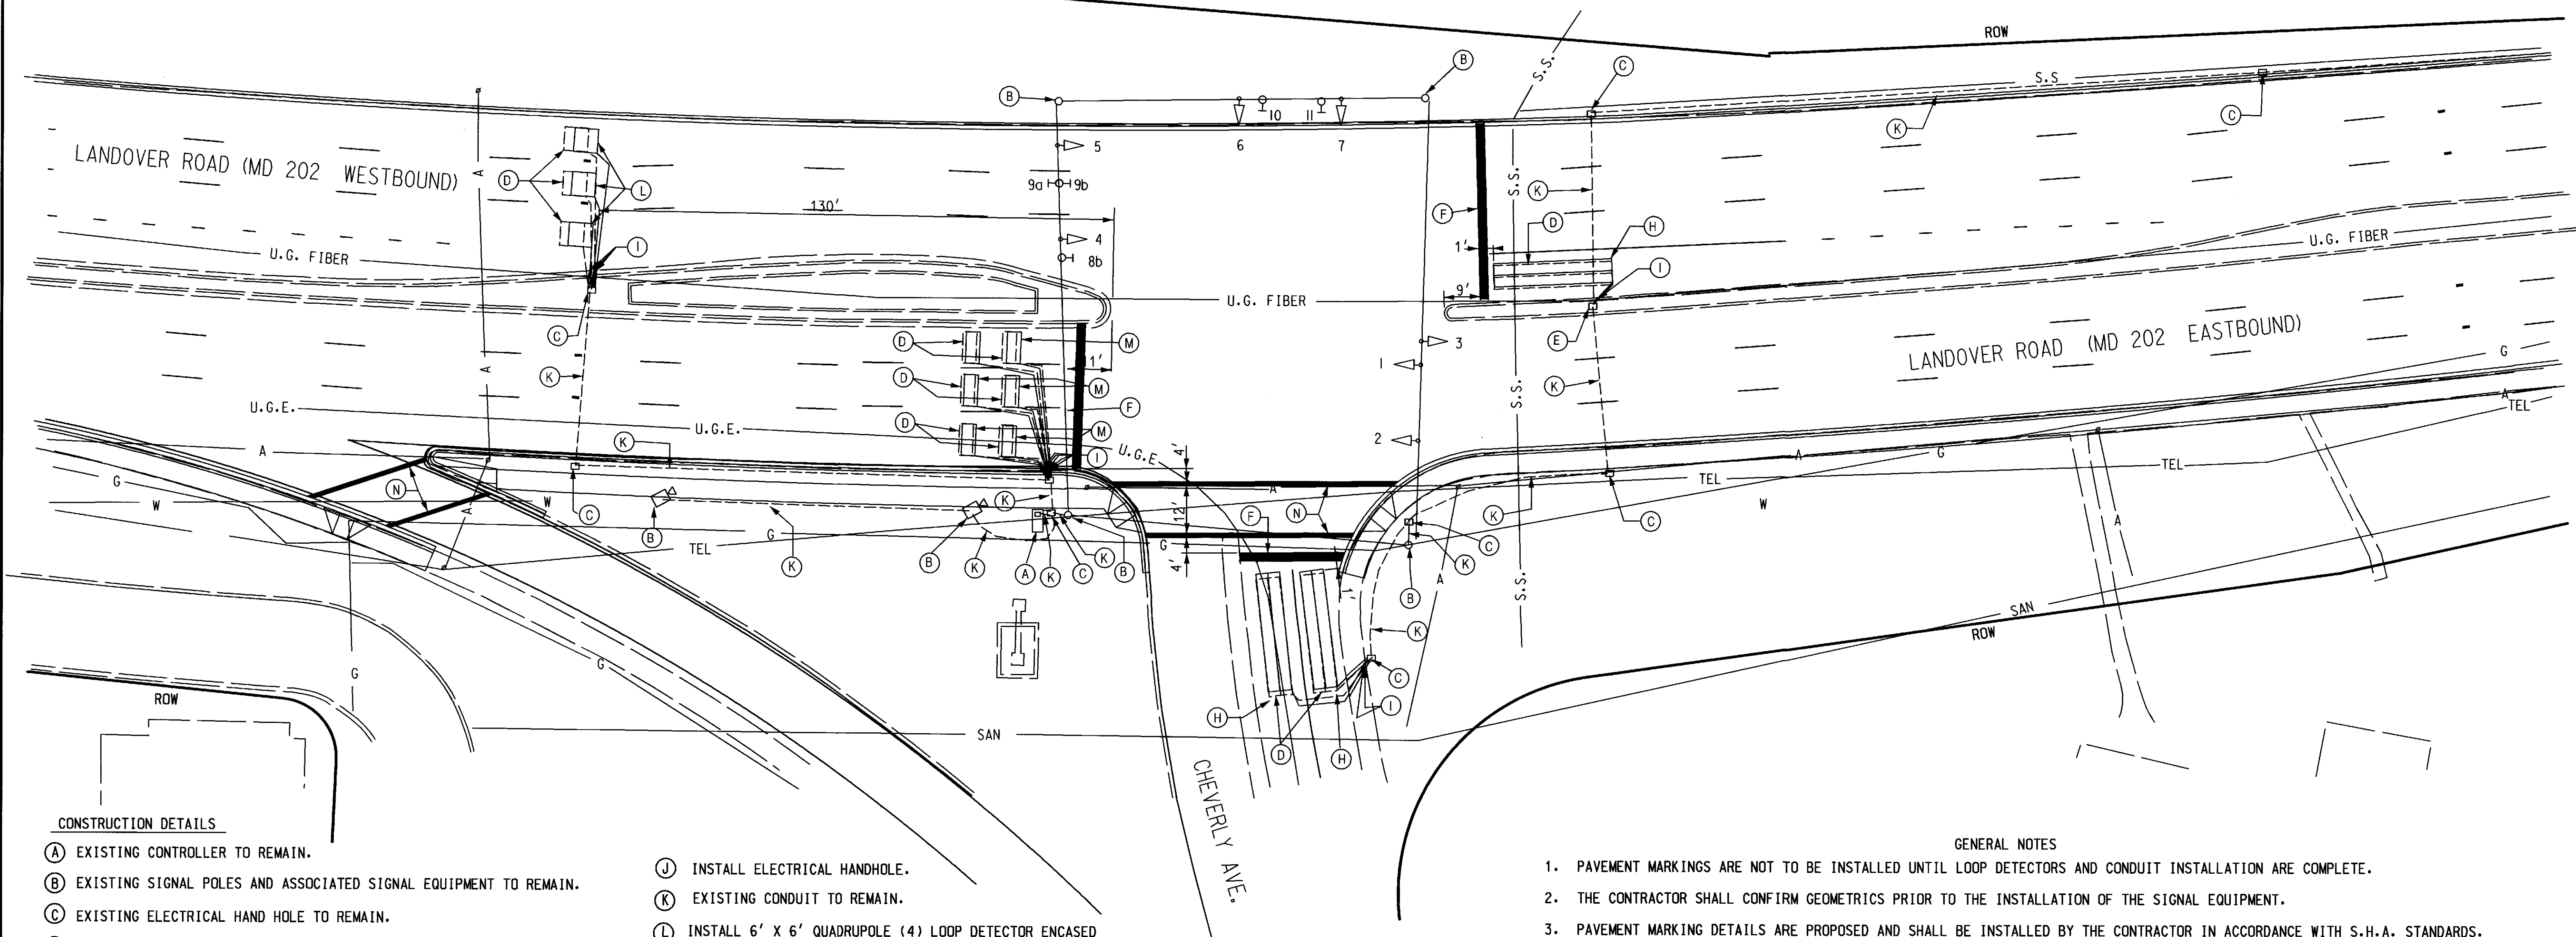 ROW
S.S.
S.S
LANDOVER ROAD (MD 202 WESTBOUND)
A
D
L
I
130'
U.G. FIBER
B
B
C
C
K
5
9a 9b
4
8b
6
10
11
7
F
1'
9'
S.S.
K
D
H
I
E
U.G. FIBER
U.G. FIBER
LANDOVER ROAD (MD 202 EASTBOUND)
G
A
TEL
C
K
A
U.G.E.
U.G.E.
U.G.E
D
D
D
M
M
M
1'
F
I
3
1
2
K
S.S.
4'
12'
4'
A
G
W
N
A
W
K
C
B
TEL
K
G
B
K
A
K
C
K
B
K
A
G
F
N
TEL
A
G
TEL
W
K
C
C
K
B
A
A
K
S.S.
1'
C
I
H
D
H
SAN
ROW
SAN
G
G
ROW
CHEVERLY AVE.
CONSTRUCTION DETAILS
A EXISTING CONTROLLER TO REMAIN.
B EXISTING SIGNAL POLES AND ASSOCIATED SIGNAL EQUIPMENT TO REMAIN.
C EXISTING ELECTRICAL HAND HOLE TO REMAIN.
J INSTALL ELECTRICAL HANDHOLE.
K EXISTING CONDUIT TO REMAIN.
L INSTALL 6' X 6' QUADRUPOLE (4) LOOP DETECTOR ENCASED
GENERAL NOTES
1. PAVEMENT MARKINGS ARE NOT TO BE INSTALLED UNTIL LOOP DETECTORS AND CONDUIT INSTALLATION ARE COMPLETE.
2. THE CONTRACTOR SHALL CONFIRM GEOMETRICS PRIOR TO THE INSTALLATION OF THE SIGNAL EQUIPMENT.
3. PAVEMENT MARKING DETAILS ARE PROPOSED AND SHALL BE INSTALLED BY THE CONTRACTOR IN ACCORDANCE WITH S.H.A. STANDARDS.